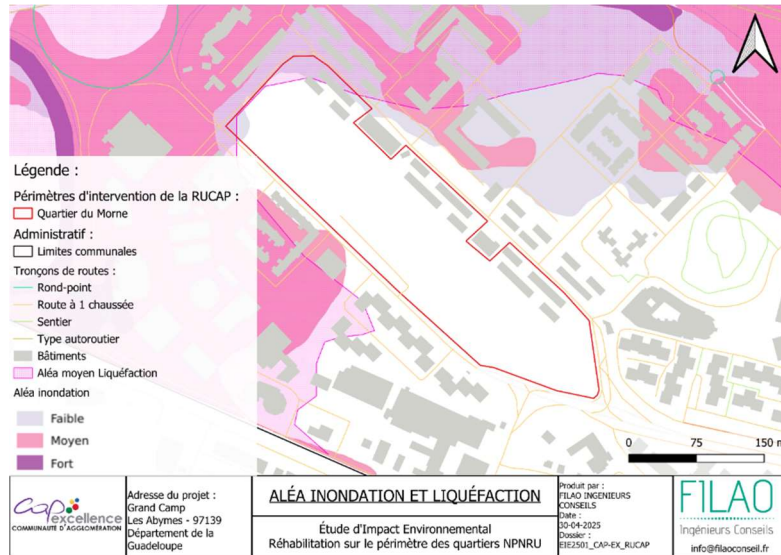 Légende :
Périmètres d'intervention de la RUCAP :
Quartier du Morne
Administratif :
Limites communales
Tronçons de routes :
Rond-point
Route à 1 chaussée
Sentier
Type autoroutier
Bâtiments
Aléa moyen Liquéfaction
Aléa inondation
Faible
Moyen
Fort
0 75 150 m
Cap excellence
COMMUNAUTÉ D'AGGLOMÉRATION
Adresse du projet :
Grand Camp
Les Abymes - 97139
Département de la
Guadeloupe
ALÉA INONDATION ET LIQUÉFACTION
Étude d'Impact Environnemental
Réhabilitation sur le périmètre des quartiers NPNRU
Produit par :
FILAO INGENIEURS
CONSEILS
Date :
30-04-2025
Dossier :
EIE2501_CAP-EX_RUCAP
FILAO
Ingénieurs Conseils
info@filaoconseil.fr